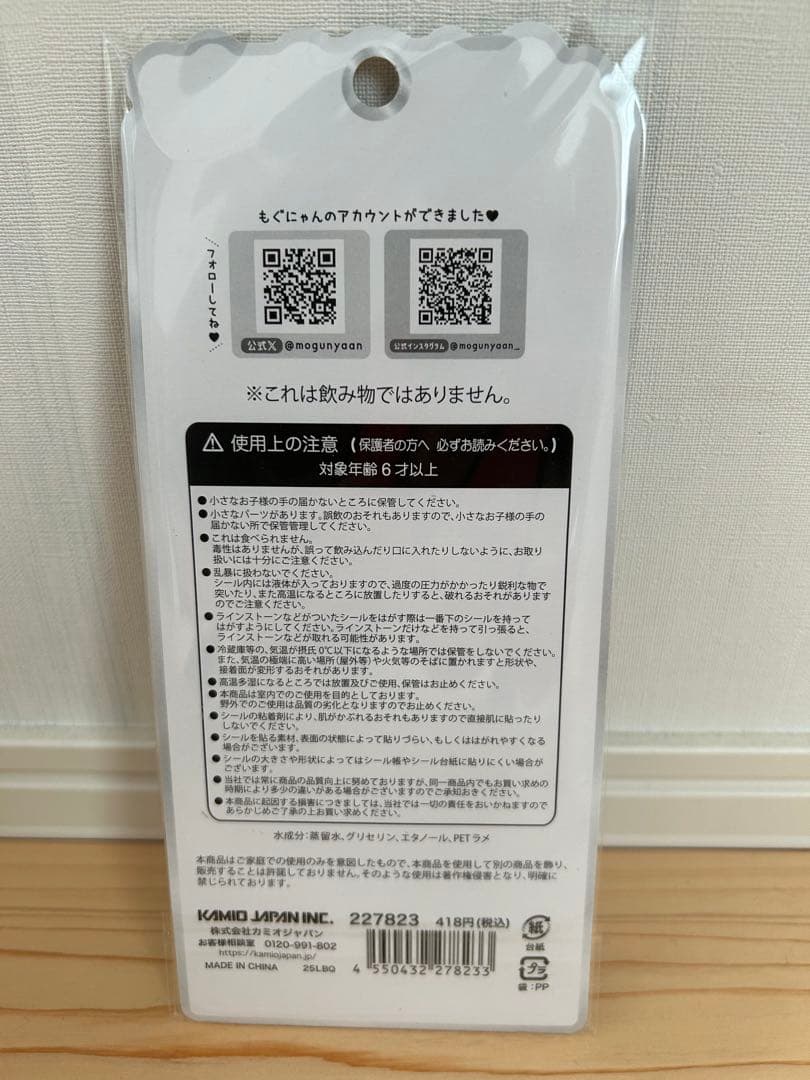 もぐにゃんのアカウントができました♥
フォローしてね♥
公式X @mogunyaan
公式インスタグラム @mogunyaan_
※これは飲み物ではありません。
⚠ 使用上の注意 (保護者の方へ 必ずお読みください。)
対象年齢6才以上
●小さなお子様の手の届かないところに保管してください。
●小さなパーツがあります。誤飲のおそれもありますので、小さなお子様の手の
届かない所で保管管理してください。
●これは食べられません。
毒性はありませんが、誤って飲み込んだり口に入れたりしないように、お取り
扱いには十分にご注意ください。
●乱暴に扱わないでください。
シール内には液体が入っておりますので、過度の圧力がかかったり鋭利な物で
突いたり、また高温になるところに放置したりすると、破れるおそれがあります
のでご注意ください。
●ラインストーンなどがついたシールをはがす際は一番下のシールを持って
はがすようにしてください。ラインストーンだけなどを持って引っ張ると、
ラインストーンなどが取れる可能性があります。
●冷蔵庫等の、気温が摂氏0℃以下になるような場所では保管をしないでください。
また、気温の極端に高い場所(屋外等)や火気等のそばに置かれますと形状や、
接着面が変形するおそれがあります。
●高温多湿になるところでは放置及びご使用、保管はお止めください。
●本商品は室内でのご使用を目的としております。
野外でのご使用は品質の劣化となりますのでお止めください。
●シールの粘着剤により、肌がかぶれるおそれもありますので直接肌に貼ったり
しないでください。
●シールを貼る素材、表面の状態によって貼りづらい、もしくははがれやすくなる
場合がございます。
●シールの大きさや形状によってはシール帳やシール台紙に貼りにくい場合が
ございます。
●当社では常に商品の品質向上に努めておりますが、同一商品内でもお買い求めの
時期により多少の違いがある場合がございますのでご承知おきください。
●本商品に起因する損害につきましては、当社では一切の責任をおいかねますので
あらかじめご了承の上お買い求めください。
水成分:蒸留水、グリセリン、エタノール、PETラメ
本商品はご家庭での使用のみを意図したもので、本商品を使用して別の商品を飾り、
販売することは許諾しておりません。そのような使用は著作権侵害となり、明確に
禁じられております。
KAMIO JAPAN INC. 227823 418円(税込)
株式会社カミオジャパン
お客様相談室 0120-991-802
https://kamiojapan.jp/
MADE IN CHINA 25LBQ
4 550432 278233
紙
台紙
プラ
袋:PP